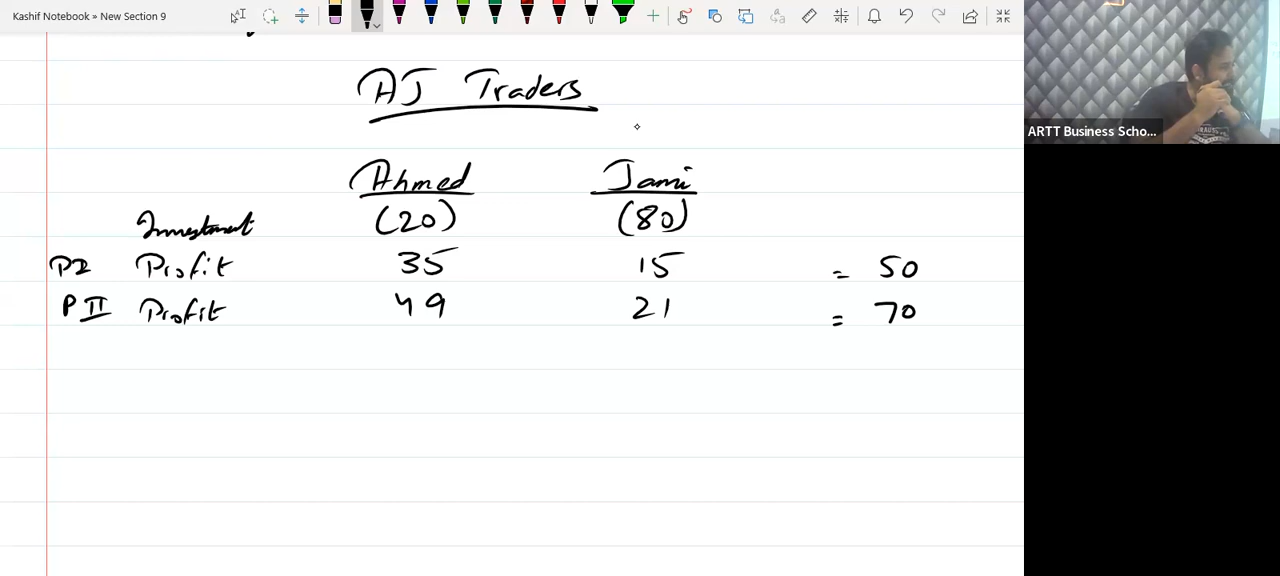 Kashif Notebook » New Section 9
AJ Traders
ARTT Business Scho...
Ahmed Jami
Investment (20) (80)
PI Profit 35 15 = 50
P II Profit 49 21 = 70